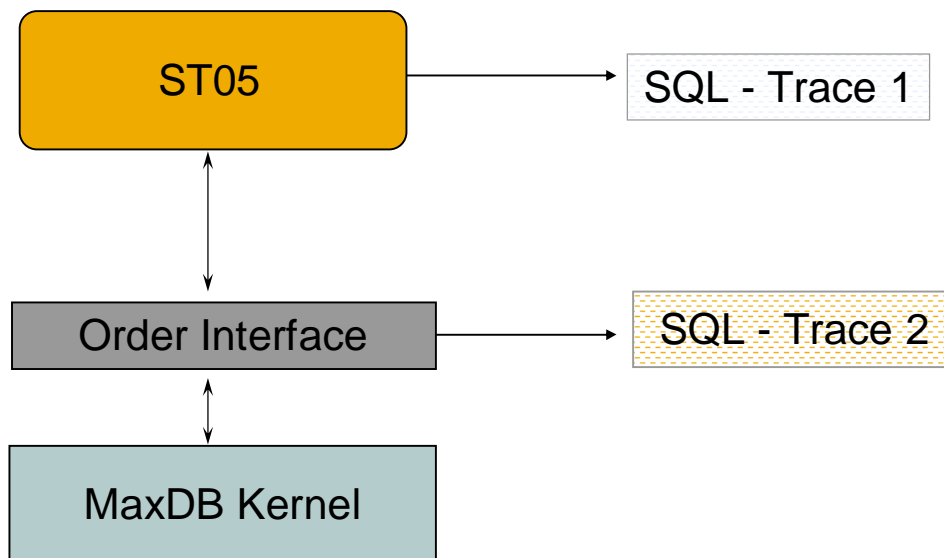 ST05
SQL - Trace 1
Order Interface
SQL - Trace 2
MaxDB Kernel